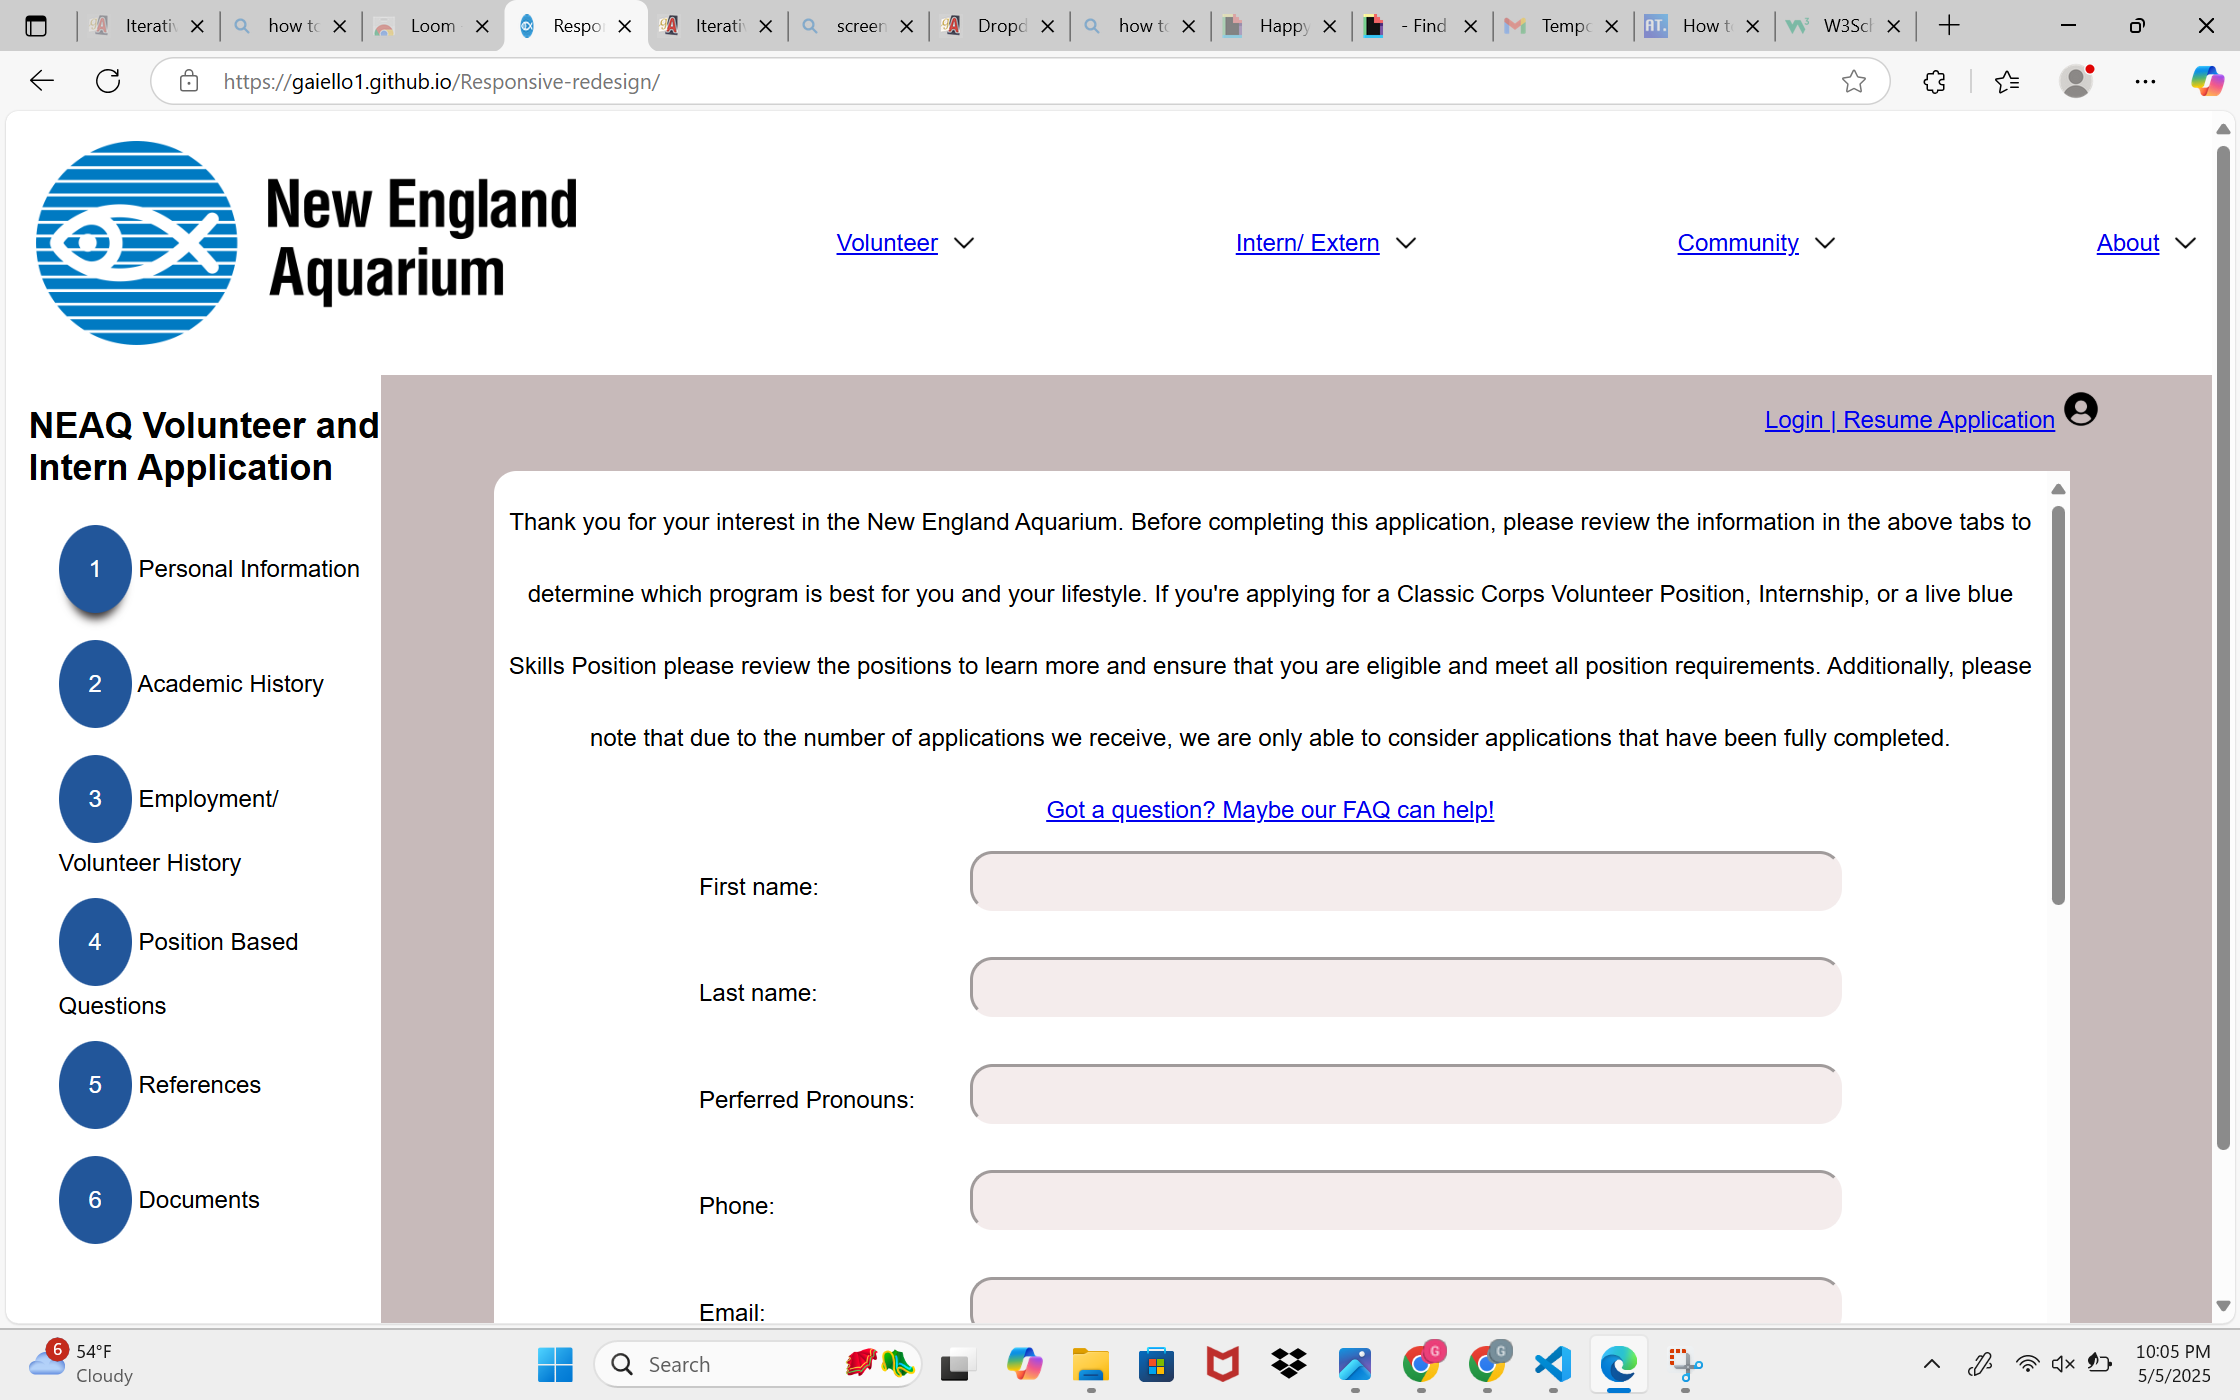 Iterativ
how to
Loom
Respon
Iterativ
screen
Dropd
how to
Happy
- Find
Tempo
AT. How to
W3Sch
https://gaiello1.github.io/Responsive-redesign/
New England
Aquarium
Volunteer
Intern/ Extern
Community
About
NEAQ Volunteer and
Intern Application
Login | Resume Application
1 Personal Information
2 Academic History
3 Employment/
Volunteer History
4 Position Based
Questions
5 References
6 Documents
Thank you for your interest in the New England Aquarium. Before completing this application, please review the information in the above tabs to
determine which program is best for you and your lifestyle. If you're applying for a Classic Corps Volunteer Position, Internship, or a live blue
Skills Position please review the positions to learn more and ensure that you are eligible and meet all position requirements. Additionally, please
note that due to the number of applications we receive, we are only able to consider applications that have been fully completed.
Got a question? Maybe our FAQ can help!
First name:
Last name:
Perferred Pronouns:
Phone:
Email:
6
54°F
Cloudy
Search
G
G
10:05 PM
5/5/2025